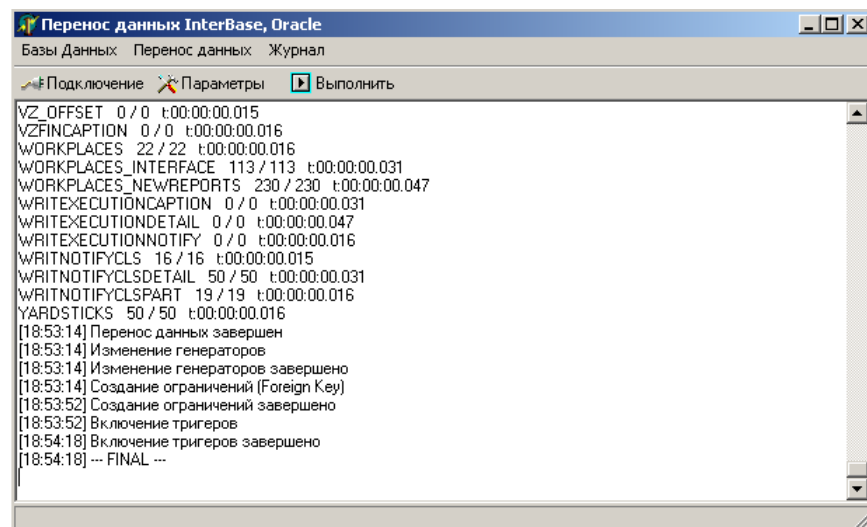 Перенос данных InterBase, Oracle
Базы Данных Перенос данных Журнал
Подключение Параметры Выполнить
VZ_OFFSET 0 / 0 t:00:00:00.015
VZFINCAPTION 0 / 0 t:00:00:00.016
WORKPLACES 22 / 22 t:00:00:00.016
WORKPLACES_INTERFACE 113 / 113 t:00:00:00.031
WORKPLACES_NEWREPORTS 230 / 230 t:00:00:00.047
WRITEXECUTIONCAPTION 0 / 0 t:00:00:00.031
WRITEXECUTIONDETAIL 0 / 0 t:00:00:00.047
WRITEXECUTIONNOTIFY 0 / 0 t:00:00:00.016
WRITNOTIFYCLS 16 / 16 t:00:00:00.015
WRITNOTIFYCLSDETAIL 50 / 50 t:00:00:00.031
WRITNOTIFYCLSPART 19 / 19 t:00:00:00.016
YARDSTICKS 50 / 50 t:00:00:00.016
[18:53:14] Перенос данных завершен
[18:53:14] Изменение генераторов
[18:53:14] Изменение генераторов завершено
[18:53:14] Создание ограничений (Foreign Key)
[18:53:52] Создание ограничений завершено
[18:53:52] Включение тригеров
[18:54:18] Включение тригеров завершено
[18:54:18] --- FINAL ---